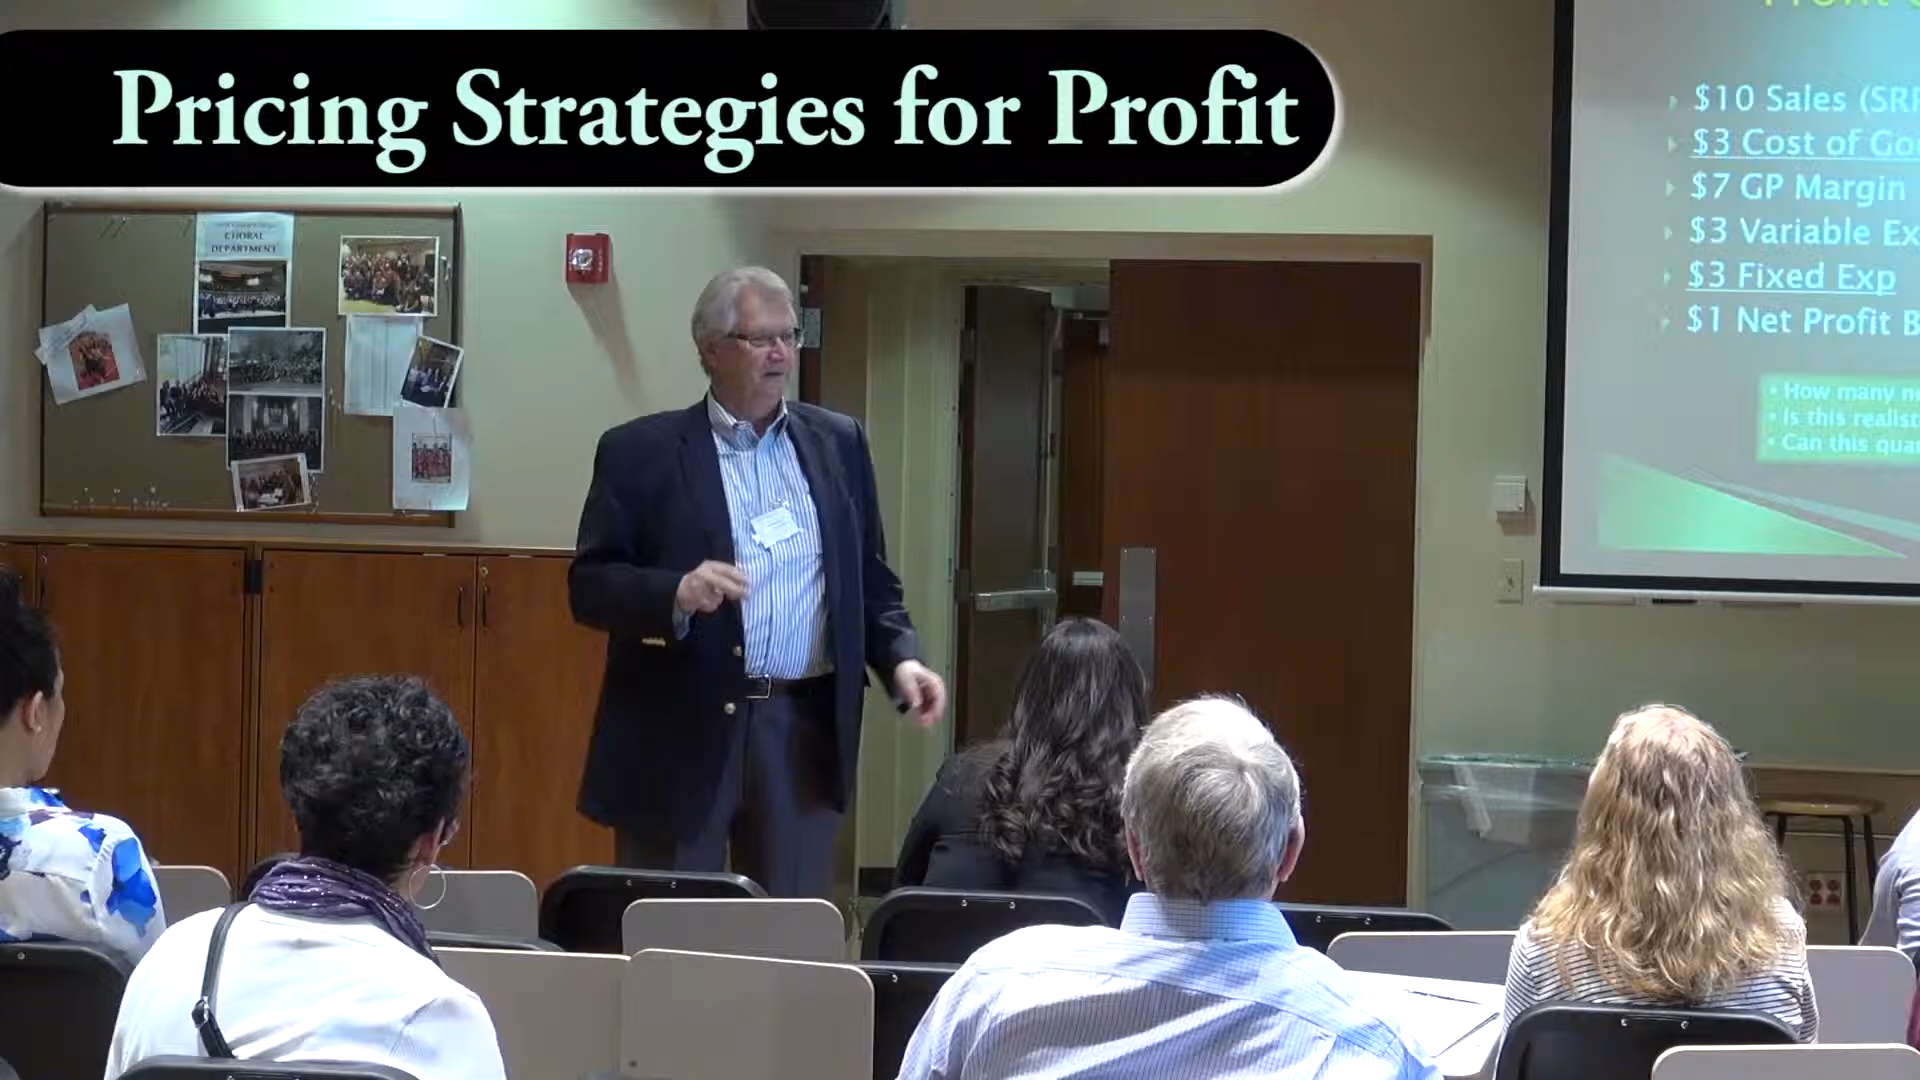 Pricing Strategies for Profit
$10 Sales
$3 Cost of
$7 GP Margin
$3 Variable
$3 Fixed Exp
$1 Net Profit
• How many
• Is this
• Can this
CHORAL
DEPARTMENT